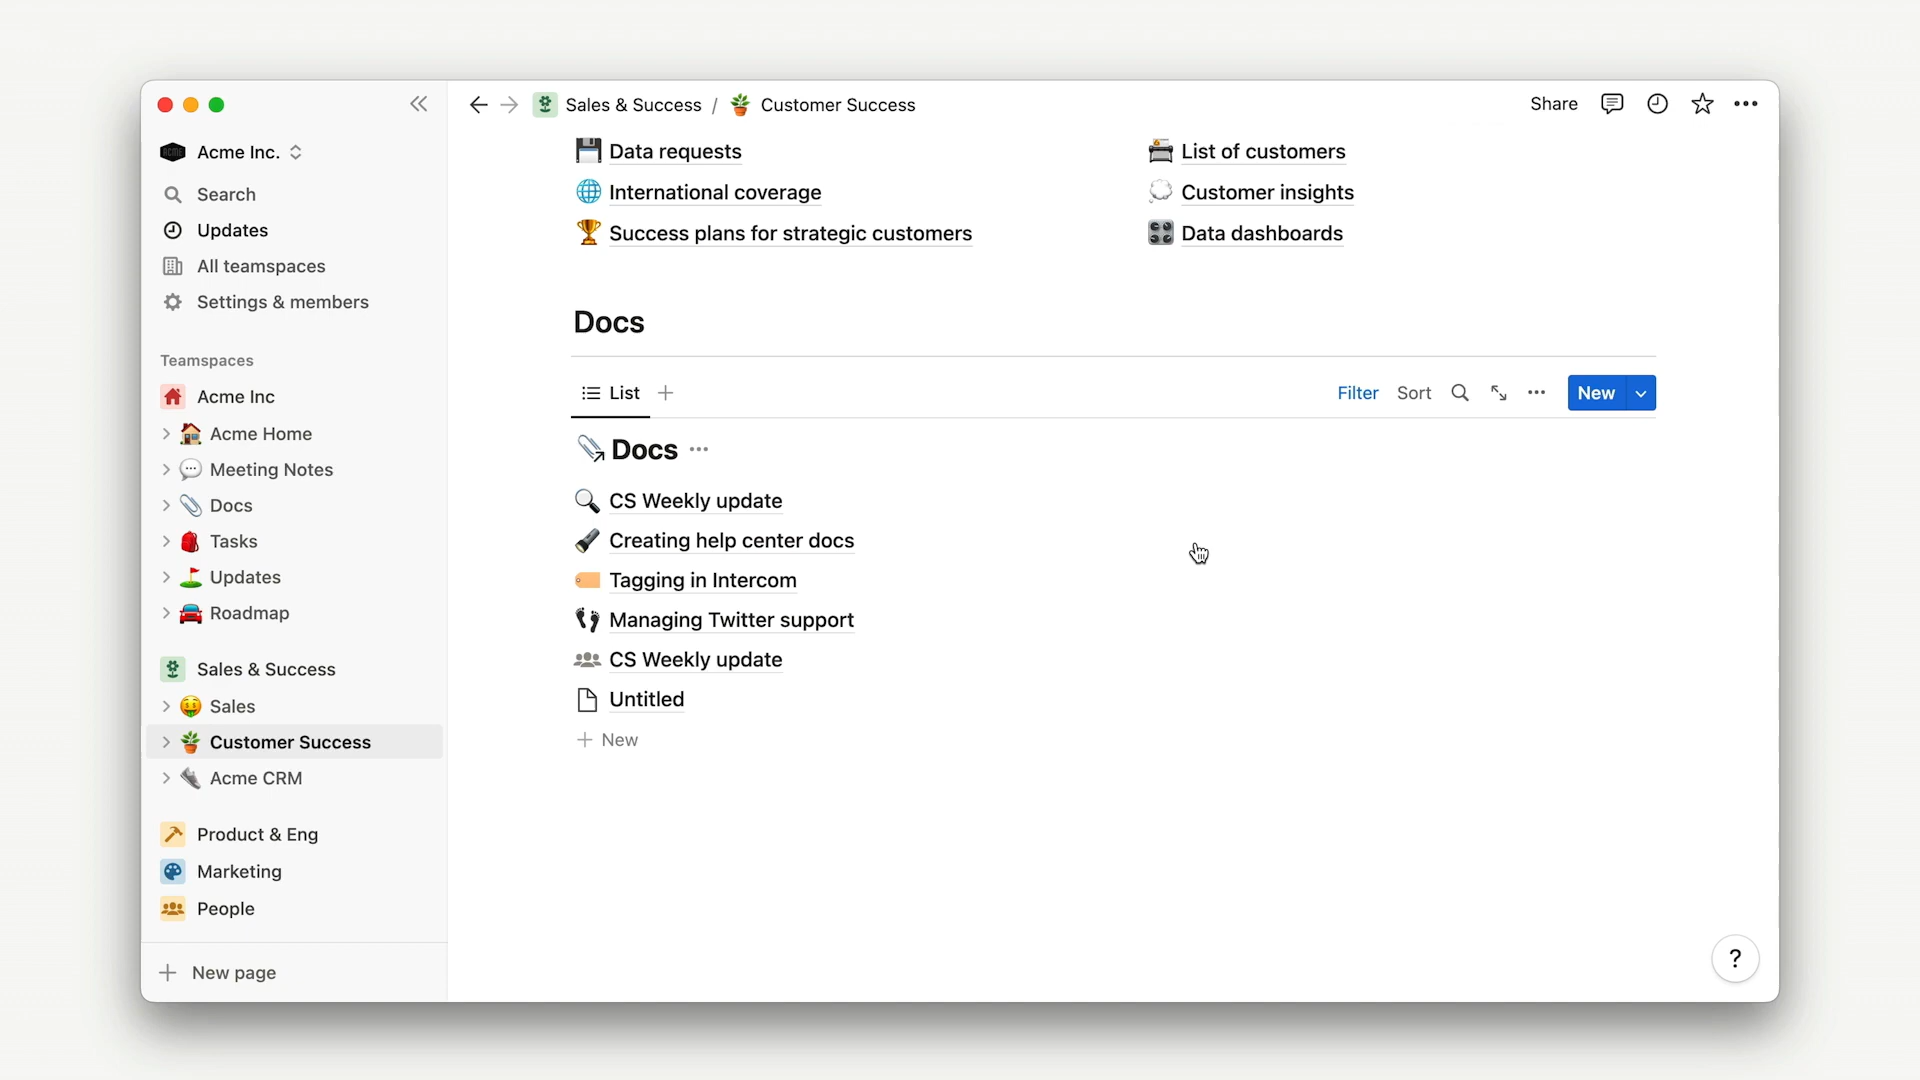 Sales & Success / Customer Success
Share
Acme Inc.
Search
Updates
All teamspaces
Settings & members
Teamspaces
Acme Inc
Acme Home
Meeting Notes
Docs
Tasks
Updates
Roadmap
Sales & Success
Sales
Customer Success
Acme CRM
Product & Eng
Marketing
People
New page
Data requests
International coverage
Success plans for strategic customers
List of customers
Customer insights
Data dashboards
Docs
List
Filter Sort
New
Docs
CS Weekly update
Creating help center docs
Tagging in Intercom
Managing Twitter support
CS Weekly update
Untitled
New
?